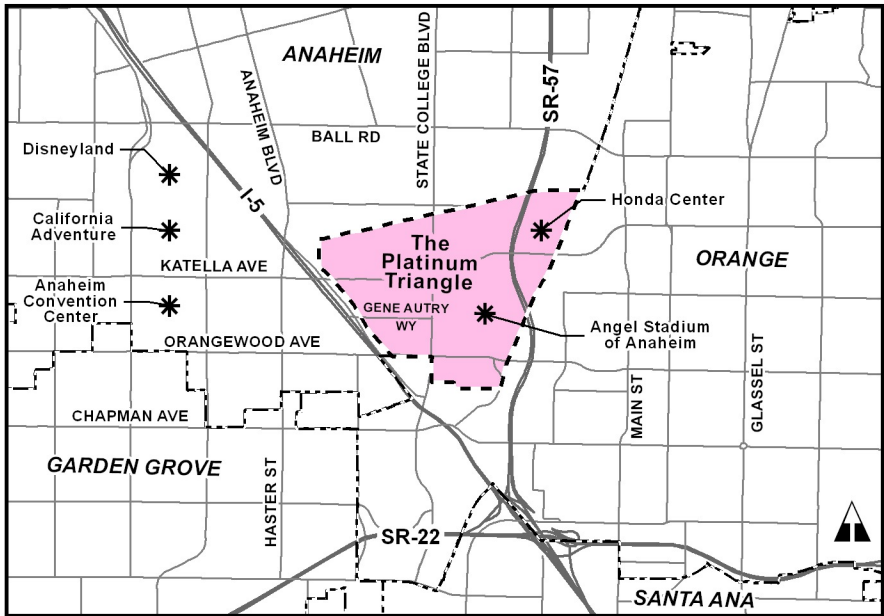 ANAHEIM
STATE COLLEGE BLVD
SR-57
ANAHEIM BLVD
BALL RD
Disneyland
I-5
Honda Center
California
Adventure
The
Platinum
Triangle
ORANGE
KATELLA AVE
Anaheim
Convention
Center
GENE AUTRY
WY
Angel Stadium
of Anaheim
ORANGEWOOD AVE
MAIN ST
GLASSEL ST
CHAPMAN AVE
GARDEN GROVE
HASTER ST
SR-22
SANTA ANA